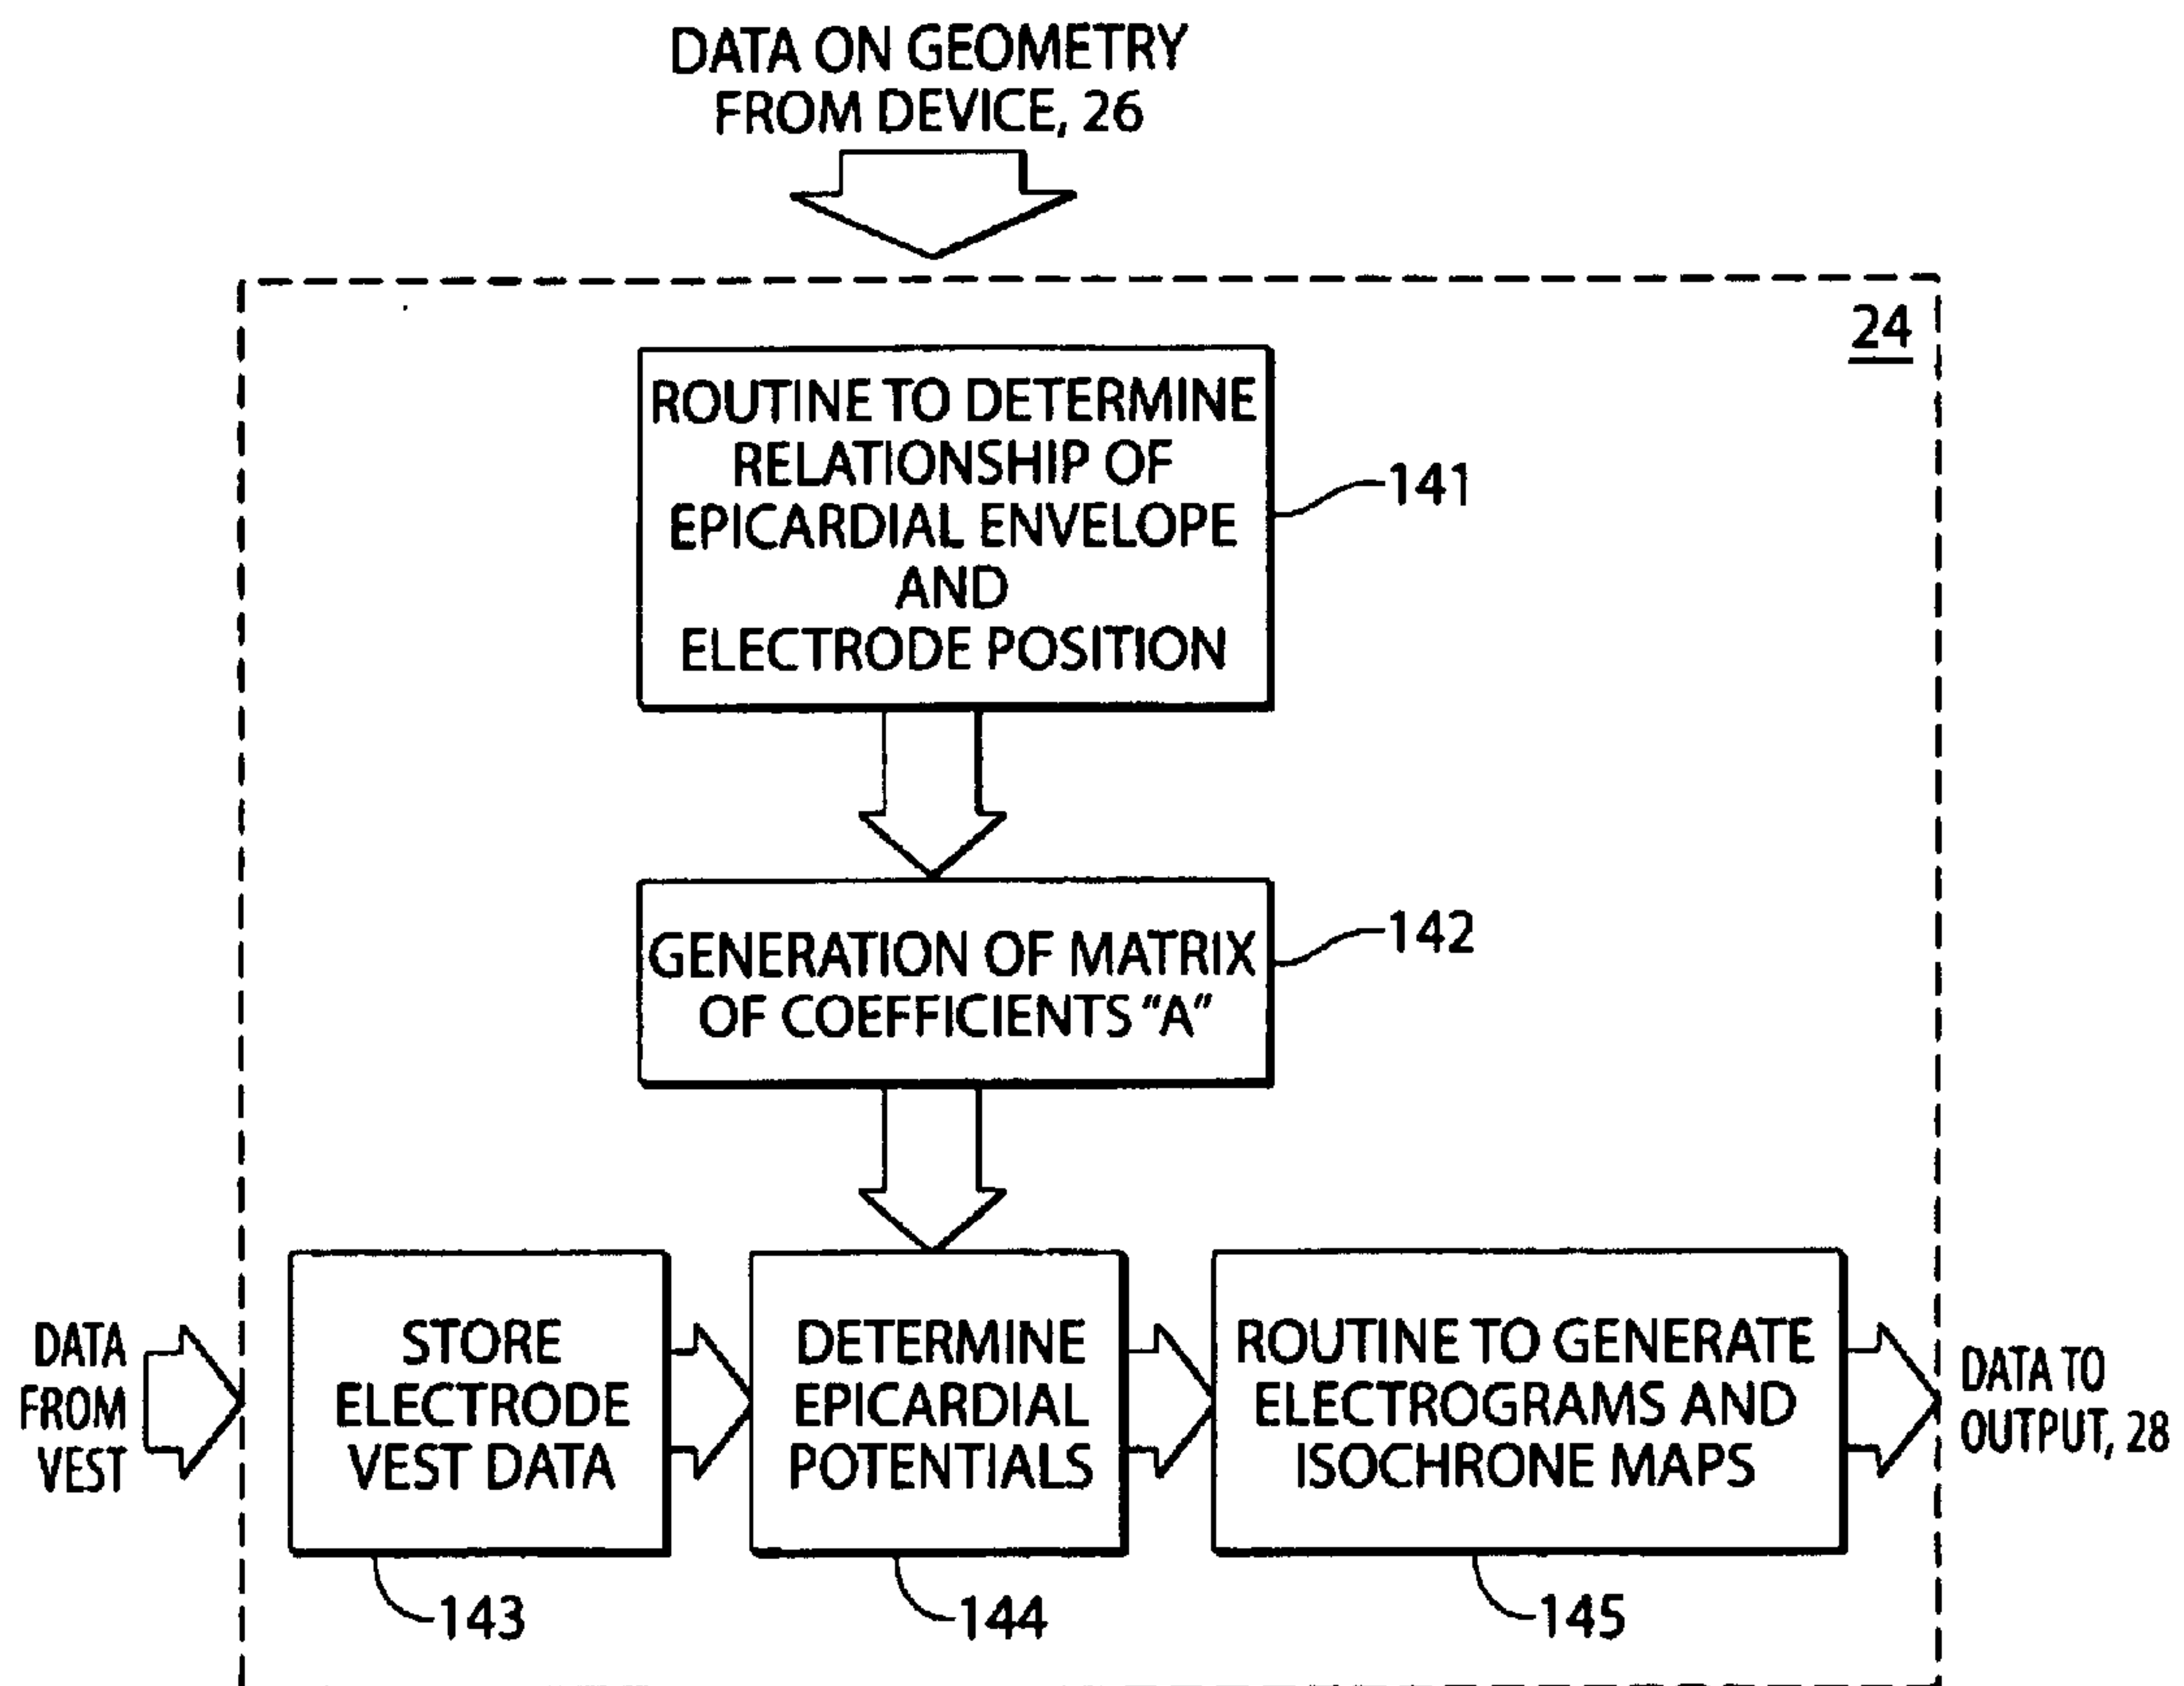 DATA ON GEOMETRY
FROM DEVICE, 26
24
ROUTINE TO DETERMINE
RELATIONSHIP OF
EPICARDIAL ENVELOPE
AND
ELECTRODE POSITION
141
GENERATION OF MATRIX
OF COEFFICIENTS "A"
142
DATA
FROM
VEST
STORE
ELECTRODE
VEST DATA
143
DETERMINE
EPICARDIAL
POTENTIALS
144
ROUTINE TO GENERATE
ELECTROGRAMS AND
ISOCHRONE MAPS
145
DATA TO
OUTPUT, 28